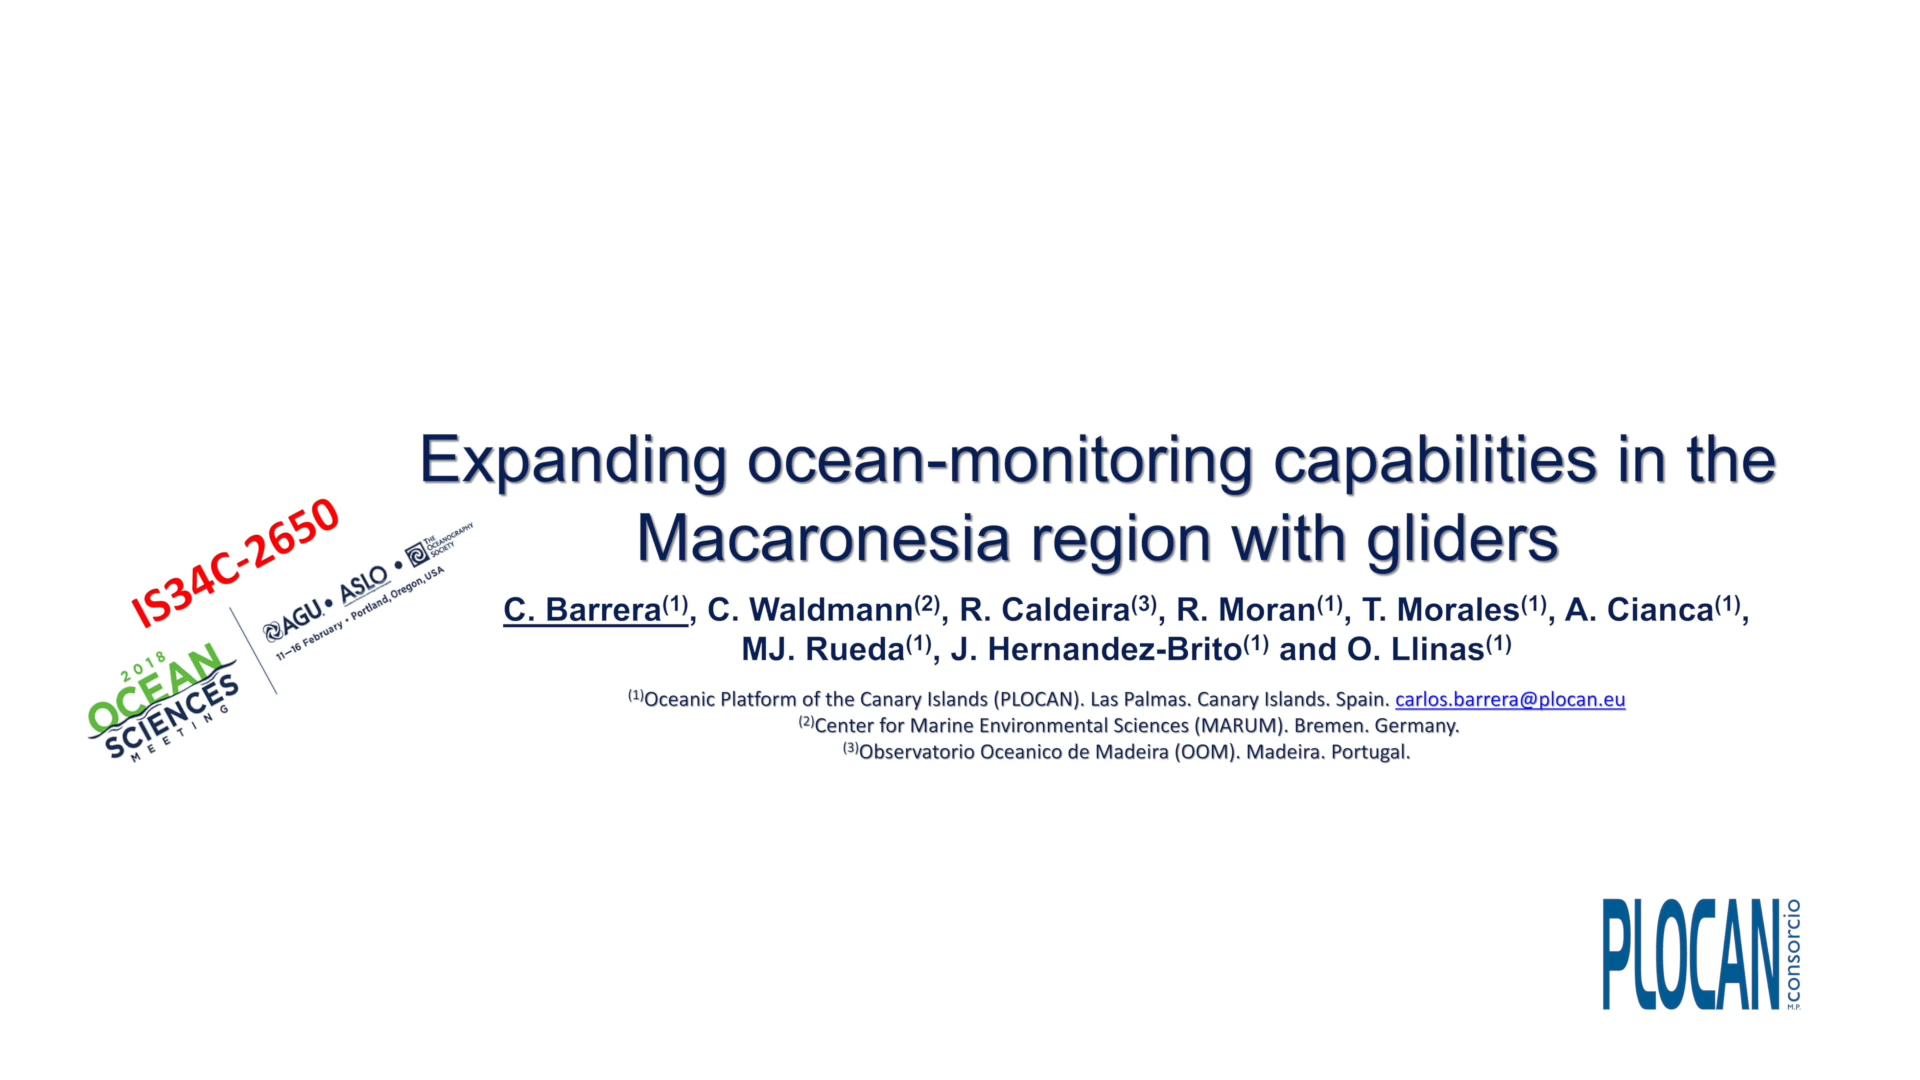 Expanding ocean-monitoring capabilities in the
Macaronesia region with gliders
IS34C-2650
2018
OCEAN
SCIENCES
MEETING
AGU. • ASLO • THE OCEANOGRAPHY SOCIETY
11–16 February • Portland, Oregon, USA
C. Barrera(1), C. Waldmann(2), R. Caldeira(3), R. Moran(1), T. Morales(1), A. Cianca(1),
MJ. Rueda(1), J. Hernandez-Brito(1) and O. Llinas(1)
(1)Oceanic Platform of the Canary Islands (PLOCAN). Las Palmas. Canary Islands. Spain. carlos.barrera@plocan.eu
(2)Center for Marine Environmental Sciences (MARUM). Bremen. Germany.
(3)Observatorio Oceanico de Madeira (OOM). Madeira. Portugal.
PLOCAN
consorcio
M.P.